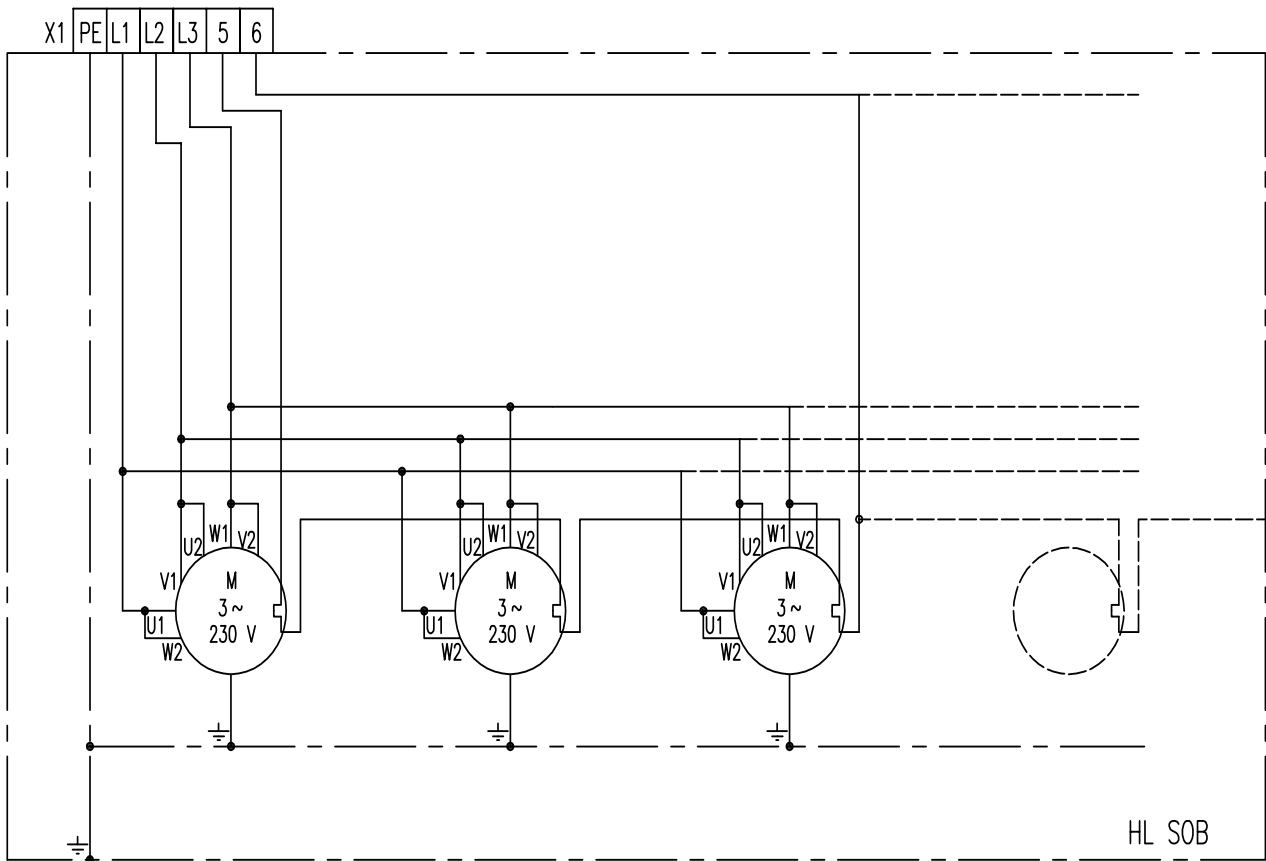 X1 PE L1 L2 L3 5 6
U2 W1 V2 U2 W1 V2 U2 W1 V2
V1 M V1 M V1 M
3 ~ 3 ~ 3 ~
U1 230 V U1 230 V U1 230 V
W2 W2 W2
HL SOB